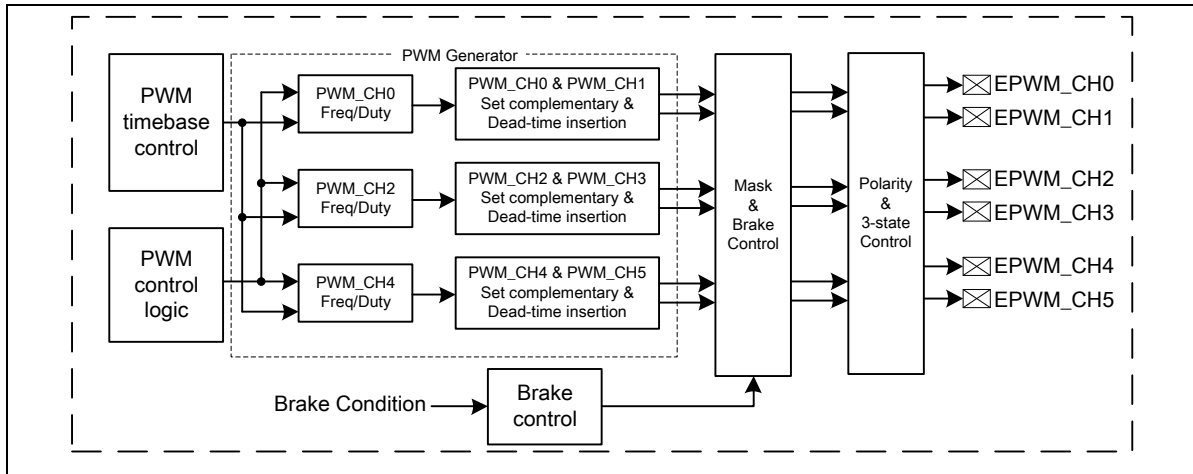 PWM Generator
PWM
timebase
control
PWM_CH0
Freq/Duty
PWM_CH0 & PWM_CH1
Set complementary &
Dead-time insertion
PWM_CH2
Freq/Duty
PWM_CH2 & PWM_CH3
Set complementary &
Dead-time insertion
PWM
control
logic
PWM_CH4
Freq/Duty
PWM_CH4 & PWM_CH5
Set complementary &
Dead-time insertion
Mask
&
Brake
Control
Polarity
&
3-state
Control
EPWM_CH0
EPWM_CH1
EPWM_CH2
EPWM_CH3
EPWM_CH4
EPWM_CH5
Brake Condition
Brake
control